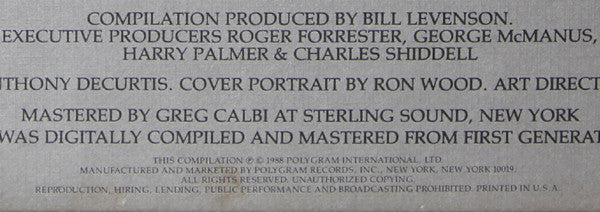 COMPILATION PRODUCED BY BILL LEVENSON.
EXECUTIVE PRODUCERS ROGER FORRESTER, GEORGE McMANUS,
HARRY PALMER & CHARLES SHIDDELL
NTHONY DECURTIS. COVER PORTRAIT BY RON WOOD. ART DIRECT
MASTERED BY GREG CALBI AT STERLING SOUND, NEW YORK
WAS DIGITALLY COMPILED AND MASTERED FROM FIRST GENERAT
THIS COMPILATION ℗ © 1988 POLYGRAM INTERNATIONAL, LTD.
MANUFACTURED AND MARKETED BY POLYGRAM RECORDS, INC., NEW YORK, NEW YORK 10019.
ALL RIGHTS RESERVED. UNAUTHORIZED COPYING,
REPRODUCTION, HIRING, LENDING, PUBLIC PERFORMANCE AND BROADCASTING PROHIBITED. PRINTED IN U.S.A.